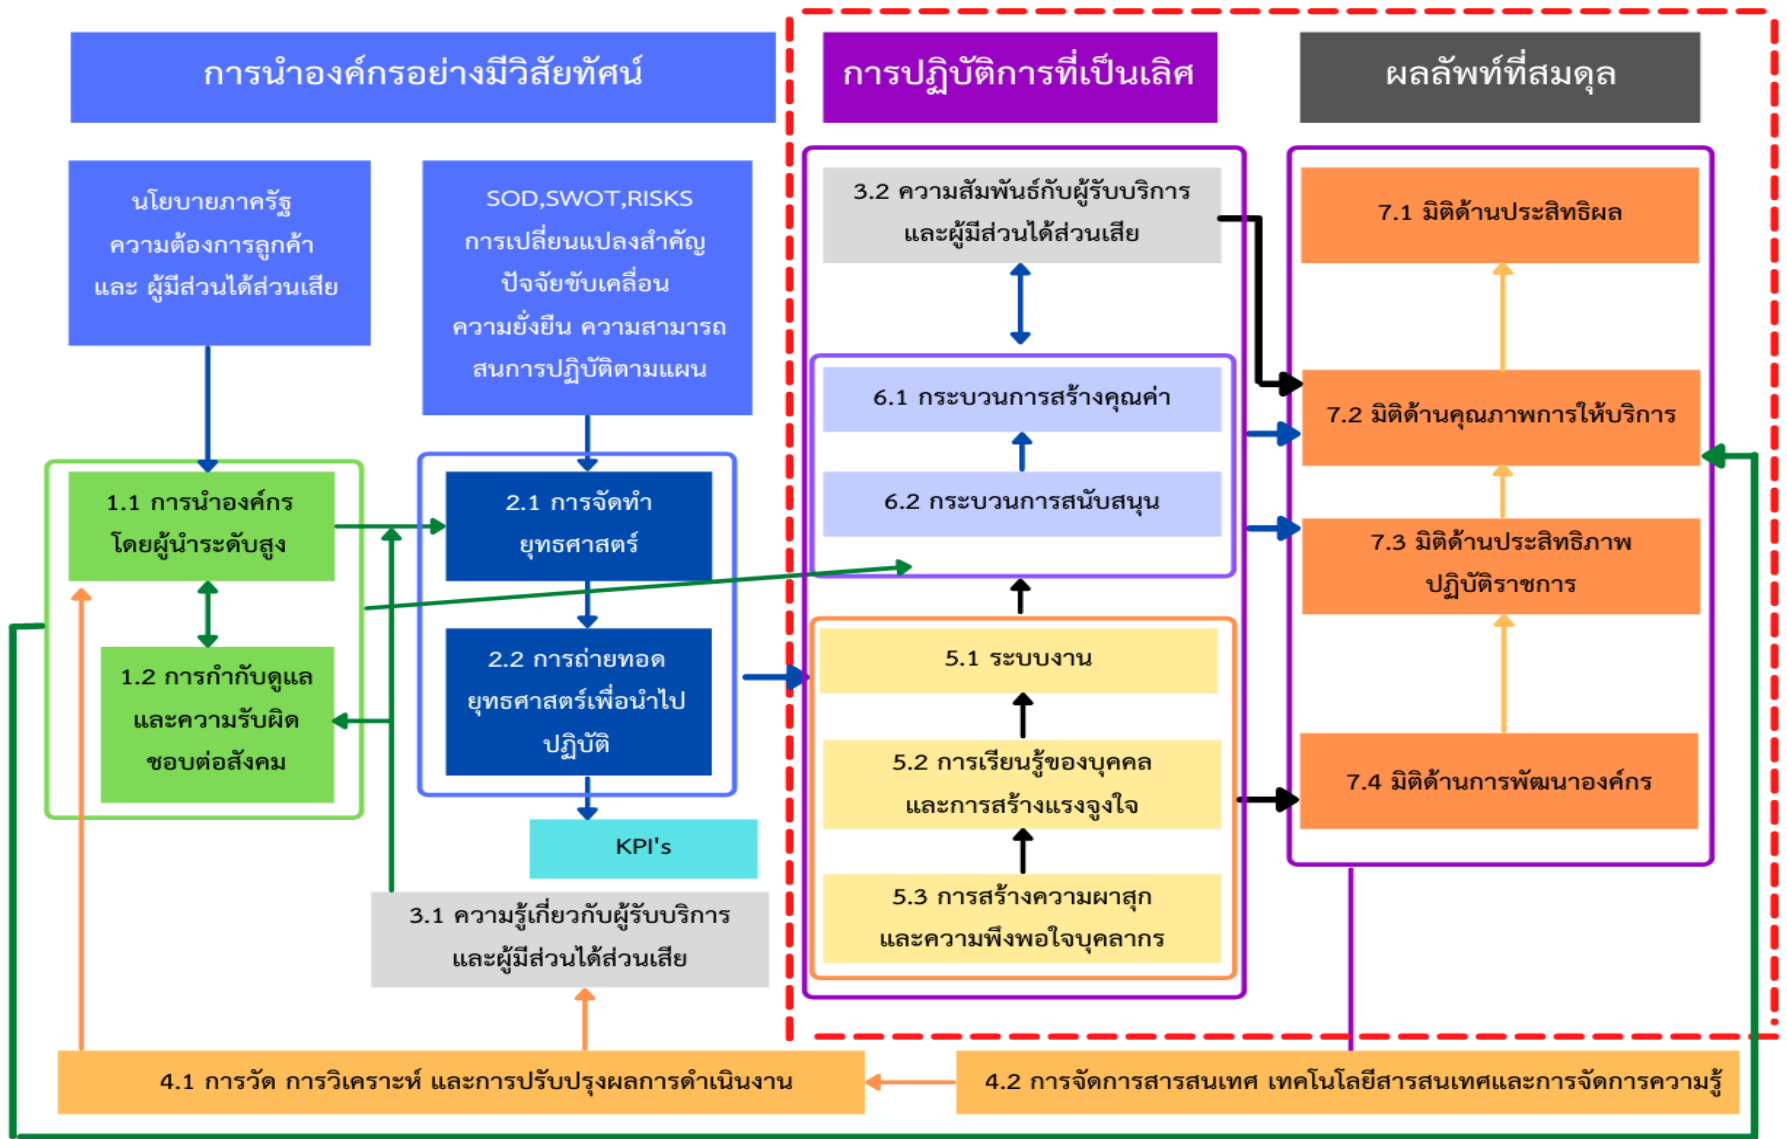 การนำองค์กรอย่างมีวิสัยทัศน์
การปฏิบัติการที่เป็นเลิศ
ผลลัพท์ที่สมดุล
นโยบายภาครัฐ
ความต้องการลูกค้า
และ ผู้มีส่วนได้ส่วนเสีย
SOD,SWOT,RISKS
การเปลี่ยนแปลงสำคัญ
ปัจจัยขับเคลื่อน
ความยั่งยืน ความสามารถ
สนการปฏิบัติตามแผน
1.1 การนำองค์กร
โดยผู้นำระดับสูง
1.2 การกำกับดูแล
และความรับผิด
ชอบต่อสังคม
2.1 การจัดทำ
ยุทธศาสตร์
2.2 การถ่ายทอด
ยุทธศาสตร์เพื่อนำไป
ปฏิบัติ
KPI's
3.1 ความรู้เกี่ยวกับผู้รับบริการ
และผู้มีส่วนได้ส่วนเสีย
3.2 ความสัมพันธ์กับผู้รับบริการ
และผู้มีส่วนได้ส่วนเสีย
6.1 กระบวนการสร้างคุณค่า
6.2 กระบวนการสนับสนุน
5.1 ระบบงาน
5.2 การเรียนรู้ของบุคคล
และการสร้างแรงจูงใจ
5.3 การสร้างความผาสุก
และความพึงพอใจบุคลากร
7.1 มิติด้านประสิทธิผล
7.2 มิติด้านคุณภาพการให้บริการ
7.3 มิติด้านประสิทธิภาพ
ปฏิบัติราชการ
7.4 มิติด้านการพัฒนาองค์กร
4.1 การวัด การวิเคราะห์ และการปรับปรุงผลการดำเนินงาน
4.2 การจัดการสารสนเทศ เทคโนโลยีสารสนเทศและการจัดการความรู้